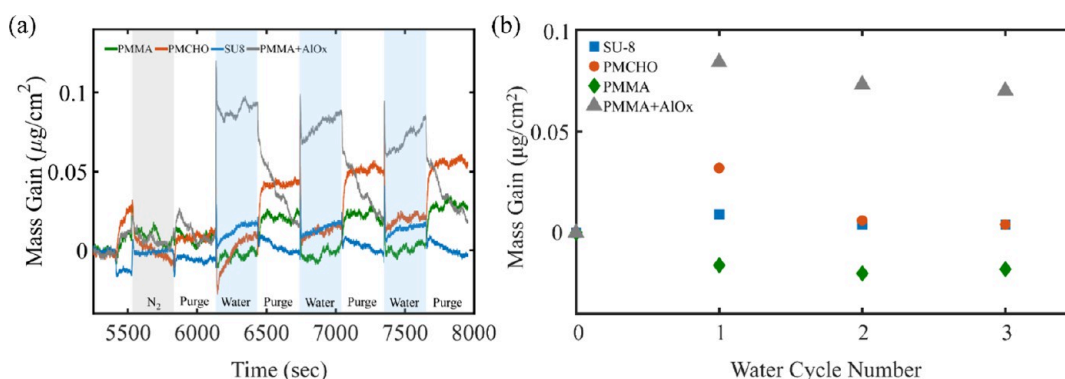 (a)
PMMA PMCHO SU8 PMMA+AlOx
0.1
0.05
0
Mass Gain (μg/cm²)
N₂ Purge Water Purge Water Purge Water Purge
5500 6000 6500 7000 7500 8000
Time (sec)
(b)
0.1
SU-8
PMCHO
PMMA
PMMA+AlOx
0.05
0
Mass Gain (μg/cm²)
0 1 2 3
Water Cycle Number